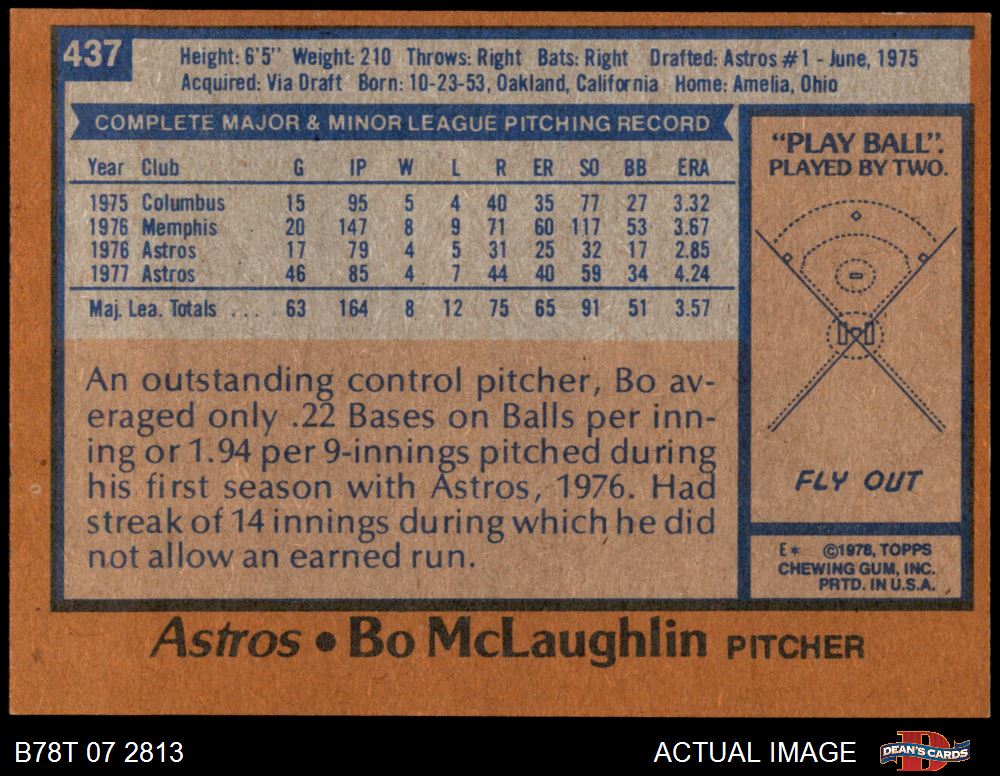 437
Height: 6'5" Weight: 210 Throws: Right Bats: Right Drafted: Astros #1 - June, 1975
Acquired: Via Draft Born: 10-23-53, Oakland, California Home: Amelia, Ohio
COMPLETE MAJOR & MINOR LEAGUE PITCHING RECORD
Year Club G IP W L R ER SO BB ERA
1975 Columbus 15 95 5 4 40 35 77 27 3.32
1976 Memphis 20 147 8 9 71 60 117 53 3.67
1976 Astros 17 79 4 5 31 25 32 17 2.85
1977 Astros 46 85 4 7 44 40 59 34 4.24
Maj. Lea. Totals . . . 63 164 8 12 75 65 91 51 3.57
An outstanding control pitcher, Bo av-
eraged only .22 Bases on Balls per inn-
ing or 1.94 per 9-innings pitched during
his first season with Astros, 1976. Had
streak of 14 innings during which he did
not allow an earned run.
"PLAY BALL".
PLAYED BY TWO.
FLY OUT
E* ©1978, TOPPS
CHEWING GUM, INC.
PRTD. IN U.S.A.
Astros • Bo McLaughlin PITCHER
B78T 07 2813
ACTUAL IMAGE
D
DEAN'S CARDS